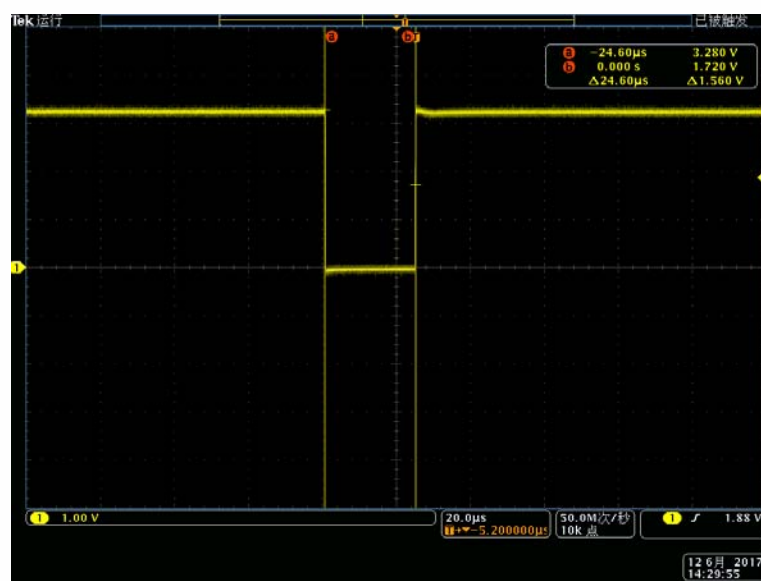 Tek 运行
已被触发
a b T
a −24.60µs 3.280 V
b 0.000 s 1.720 V
Δ24.60µs Δ1.560 V
1
1 1.00 V
20.0µs
T→▼−5.200000µs
50.0M次/秒
10k 点
1 1.88 V
12 6月 2017
14:29:55